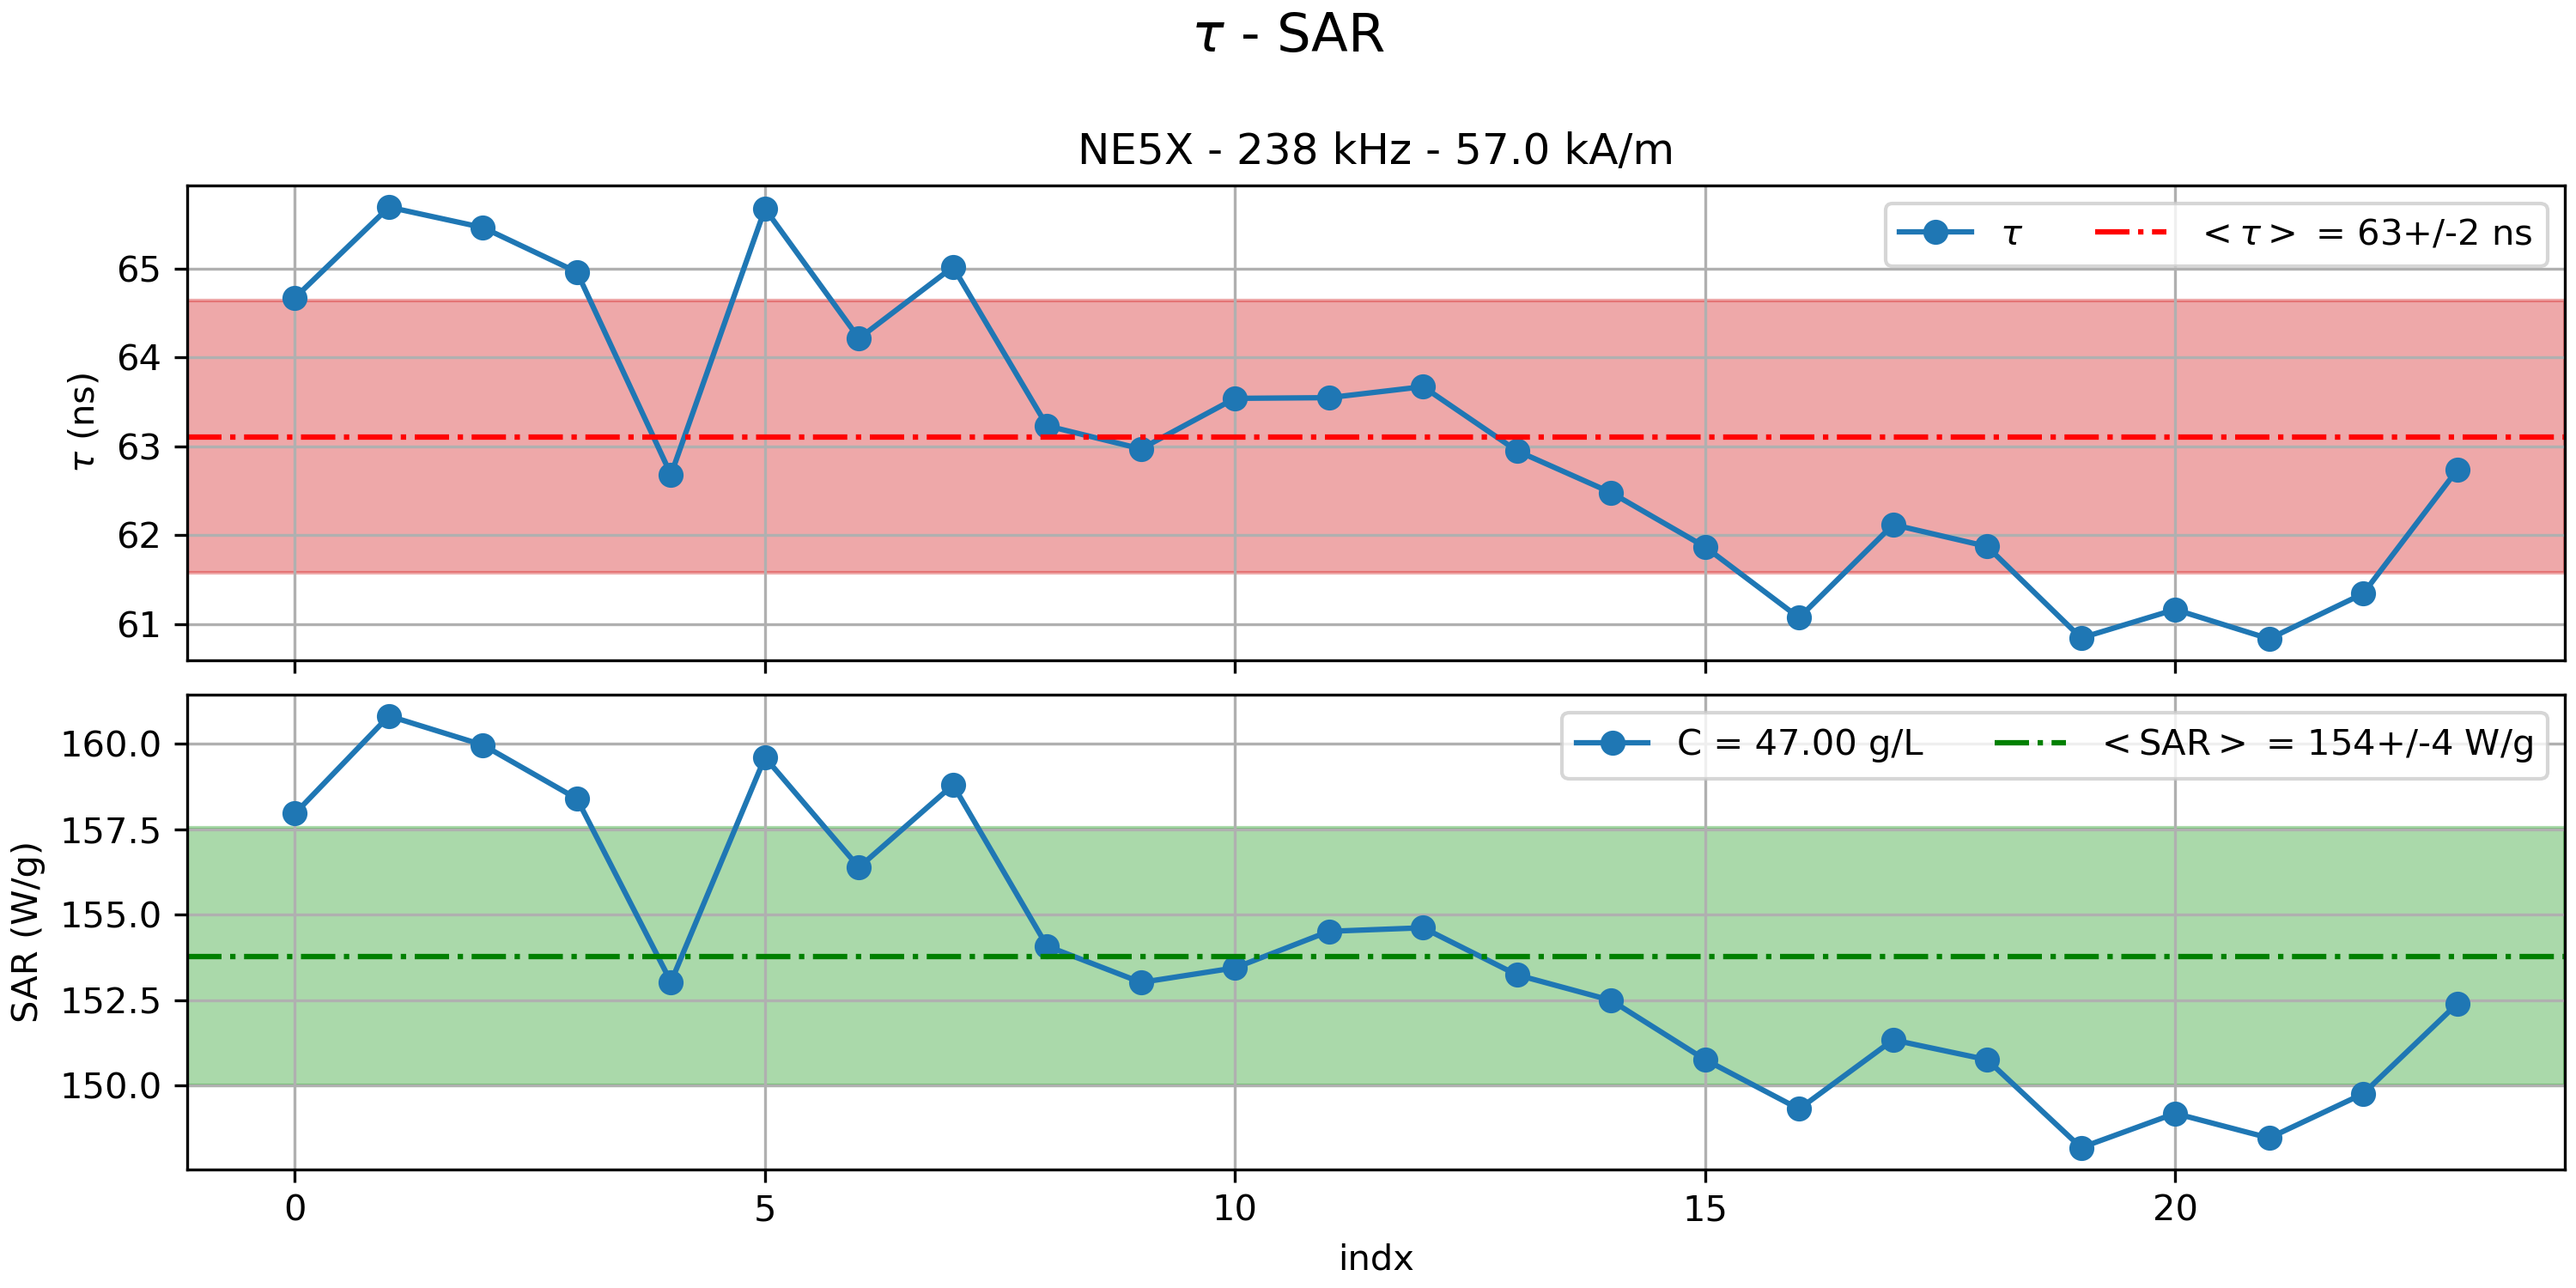 τ - SAR
NE5X - 238 kHz - 57.0 kA/m
τ (ns)
65
64
63
62
61
τ
<τ> = 63+/-2 ns
SAR (W/g)
160.0
157.5
155.0
152.5
150.0
C = 47.00 g/L
<SAR> = 154+/-4 W/g
0 5 10 15 20
indx